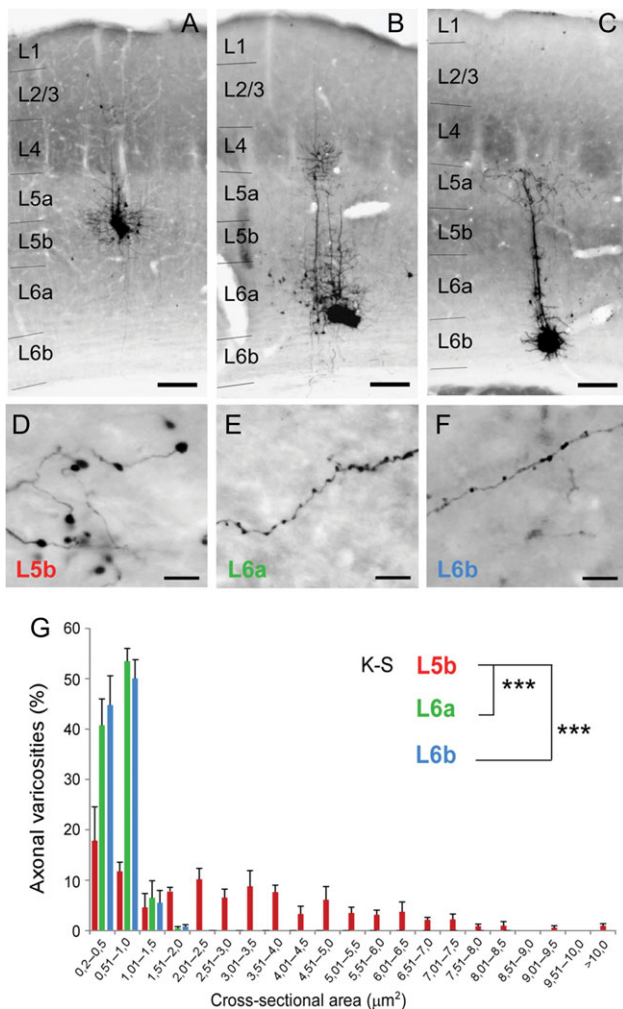 A
L1
L2/3
L4
L5a
L5b
L6a
L6b
B
L1
L2/3
L4
L5a
L5b
L6a
L6b
C
L1
L2/3
L4
L5a
L5b
L6a
L6b
D
L5b
E
L6a
F
L6b
G
60
50
40
30
20
10
0
Axonal varicosities (%)
K-S L5b
L6a
L6b
***
***
0,2–0,5
0,51–1,0
1,01–1,5
1,51–2,0
2,01–2,5
2,51–3,0
3,01–3,5
3,51–4,0
4,01–4,5
4,51–5,0
5,01–5,5
5,51–6,0
6,01–6,5
6,51–7,0
7,01–7,5
7,51–8,0
8,01–8,5
8,51–9,0
9,01–9,5
9,51–10,0
>10,0
Cross-sectional area (μm²)